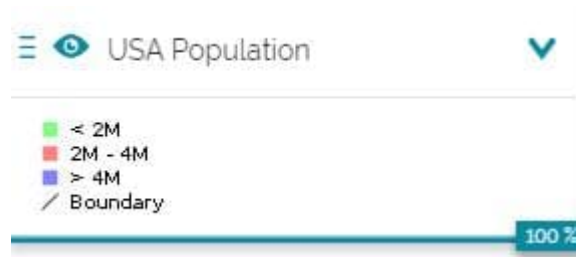 USA Population
< 2M
2M - 4M
> 4M
Boundary
100 %